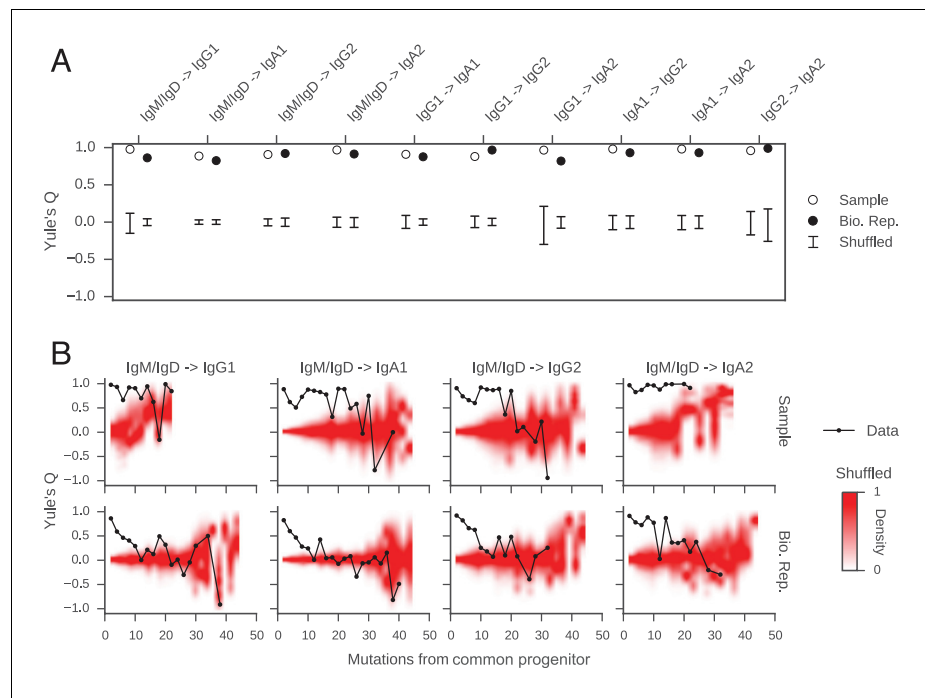 A
IgM/IgD -> IgG1
IgM/IgD -> IgA1
IgM/IgD -> IgG2
IgM/IgD -> IgA2
IgG1 -> IgA1
IgG1 -> IgG2
IgG1 -> IgA2
IgA1 -> IgG2
IgA1 -> IgA2
IgG2 -> IgA2
1.0
0.5
0.0
−0.5
−1.0
Yule's Q
Sample
Bio. Rep.
Shuffled
B
IgM/IgD -> IgG1
IgM/IgD -> IgA1
IgM/IgD -> IgG2
IgM/IgD -> IgA2
1.0
0.5
0.0
−0.5
−1.0
Sample
1.0
0.5
0.0
−0.5
−1.0
Bio. Rep.
Yule's Q
0 10 20 30 40 50
0 10 20 30 40 50
0 10 20 30 40 50
0 10 20 30 40 50
Mutations from common progenitor
Data
Shuffled
1
0
Density